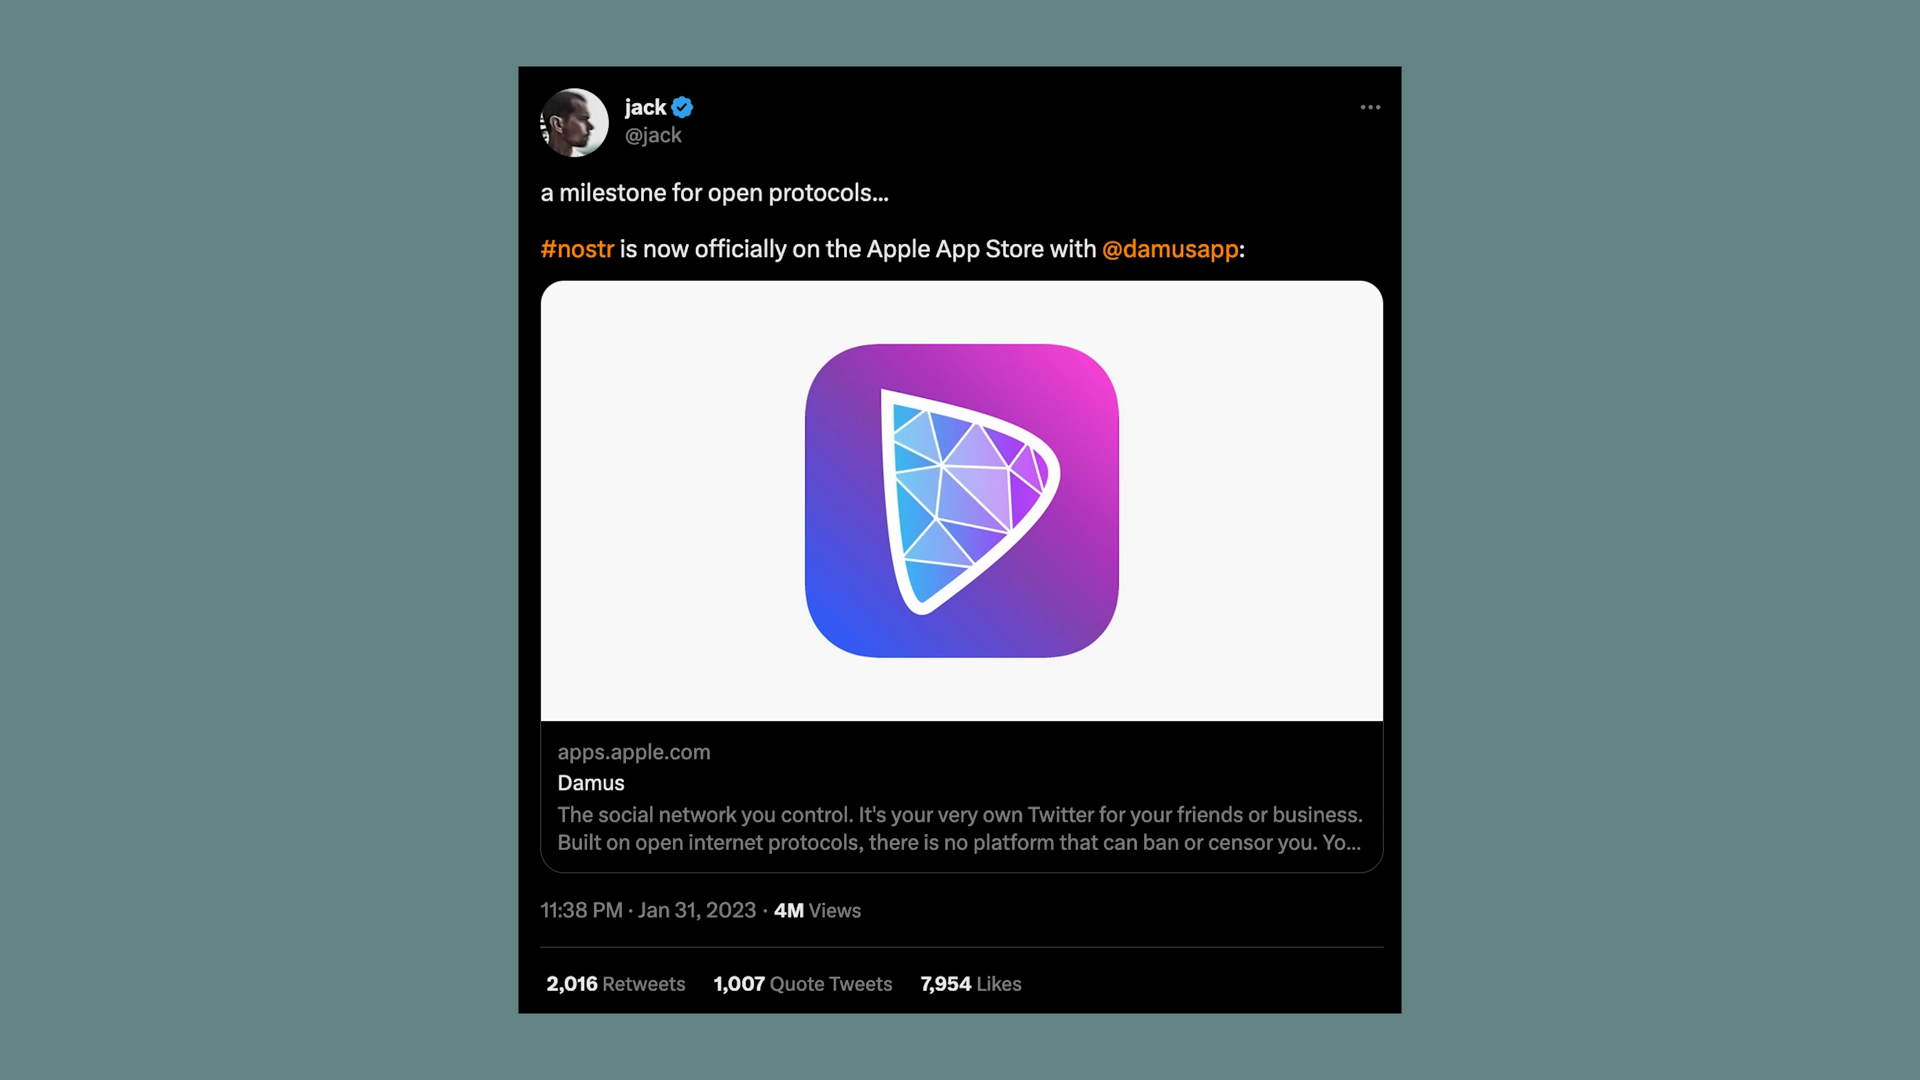 jack
@jack
a milestone for open protocols...
#nostr is now officially on the Apple App Store with @damusapp:
apps.apple.com
Damus
The social network you control. It's your very own Twitter for your friends or business.
Built on open internet protocols, there is no platform that can ban or censor you. Yo...
11:38 PM · Jan 31, 2023 · 4M Views
2,016 Retweets 1,007 Quote Tweets 7,954 Likes